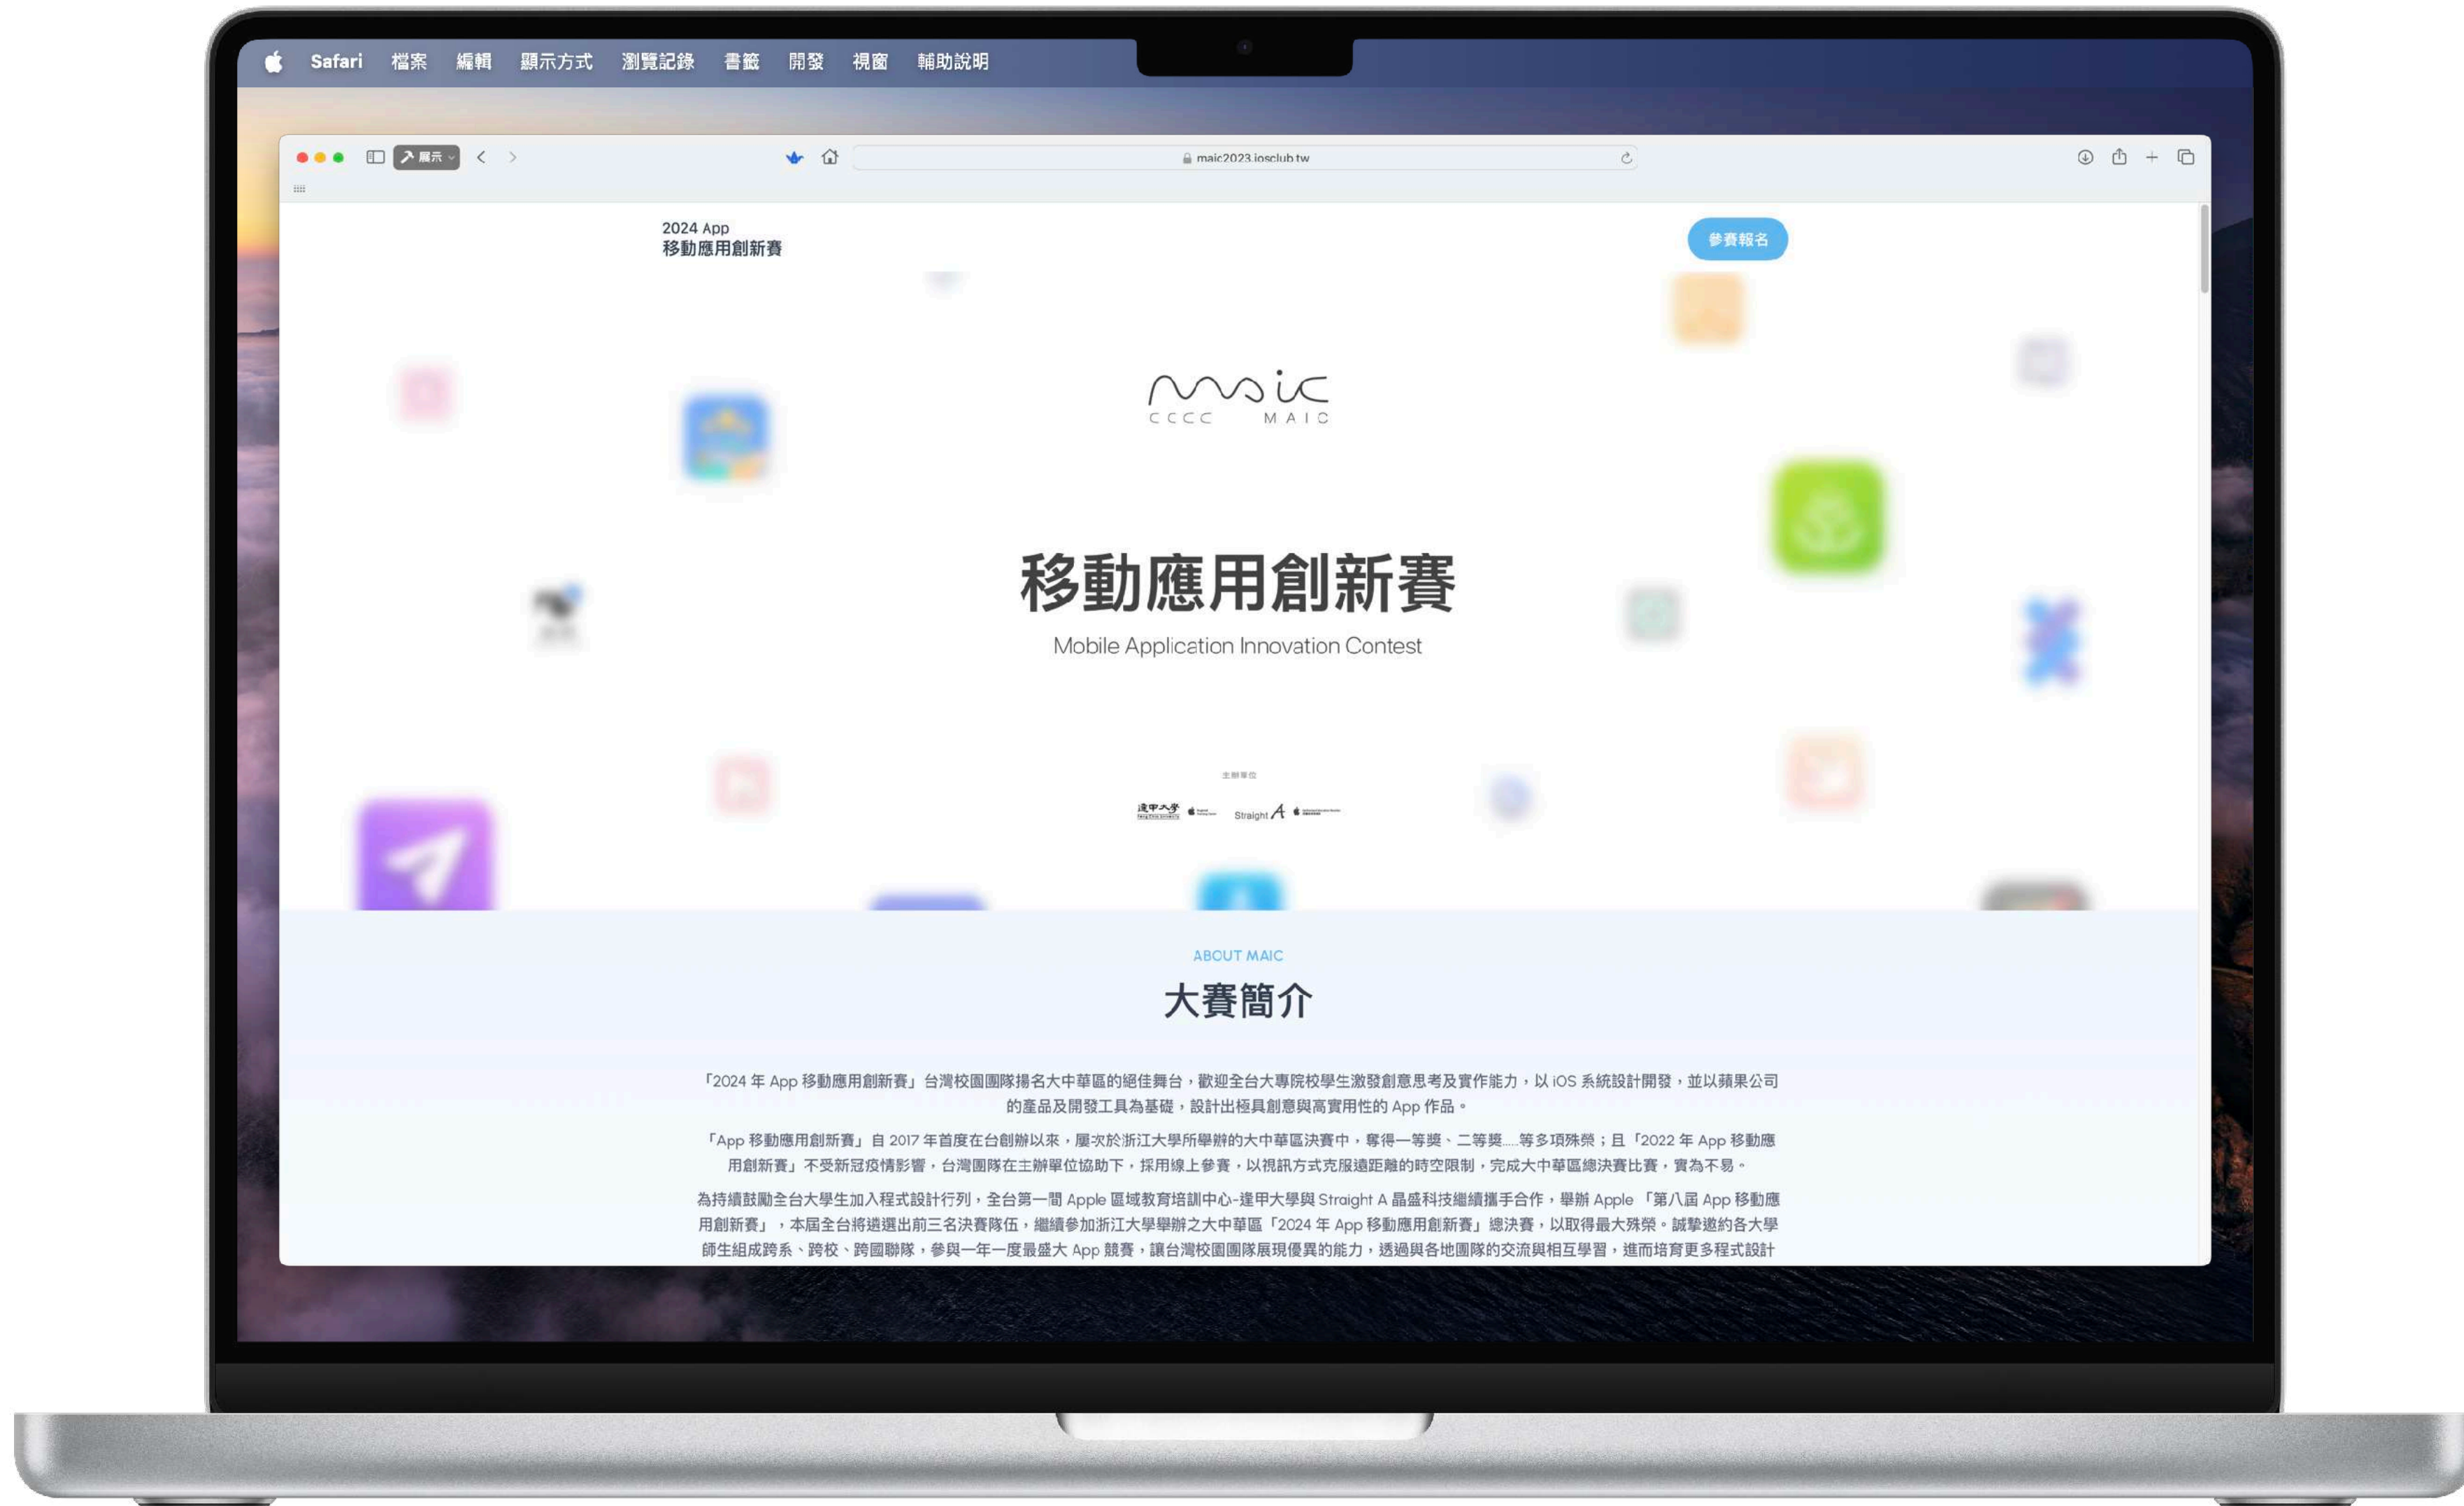 Safari 檔案 編輯 顯示方式 瀏覽記錄 書籤 開發 視窗 輔助說明
展示
maic2023.iosclub.tw
2024 App
移動應用創新賽
參賽報名
maic
CCCC MAIC
移動應用創新賽
Mobile Application Innovation Contest
主辦單位
逢甲大學 Straight A
ABOUT MAIC
大賽簡介
「2024 年 App 移動應用創新賽」台灣校園團隊揚名大中華區的絕佳舞台，歡迎全台大專院校學生激發創意思考及實作能力，以 iOS 系統設計開發，並以蘋果公司
的產品及開發工具為基礎，設計出極具創意與高實用性的 App 作品。
「App 移動應用創新賽」自 2017 年首度在台創辦以來，屢次於浙江大學所舉辦的大中華區決賽中，奪得一等獎、二等獎....等多項殊榮；且「2022 年 App 移動應
用創新賽」不受新冠疫情影響，台灣團隊在主辦單位協助下，採用線上參賽，以視訊方式克服遠距離的時空限制，完成大中華區總決賽比賽，實為不易。
為持續鼓勵全台大學生加入程式設計行列，全台第一間 Apple 區域教育培訓中心-逢甲大學與 Straight A 晶盛科技繼續攜手合作，舉辦 Apple 「第八屆 App 移動應
用創新賽」，本屆全台將遴選出前三名決賽隊伍，繼續參加浙江大學舉辦之大中華區「2024 年 App 移動應用創新賽」總決賽，以取得最大殊榮。誠摯邀約各大學
師生組成跨系、跨校、跨國聯隊，參與一年一度最盛大 App 競賽，讓台灣校園團隊展現優異的能力，透過與各地團隊的交流與相互學習，進而培育更多程式設計